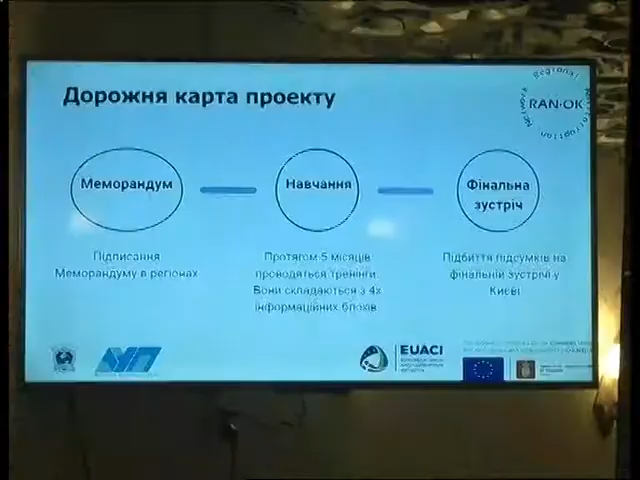 Дорожня карта проекту
Regional
RAN·OK
Меморандум
Навчання
Фінальна
зустріч
Підписання
Меморандуму в регіонах
Протягом 5 місяців
проводяться тренінги.
Вони складаються з 4х
інформаційних блоків
Підбиття підсумків на
фінальній зустрічі у
Києві
EUACI